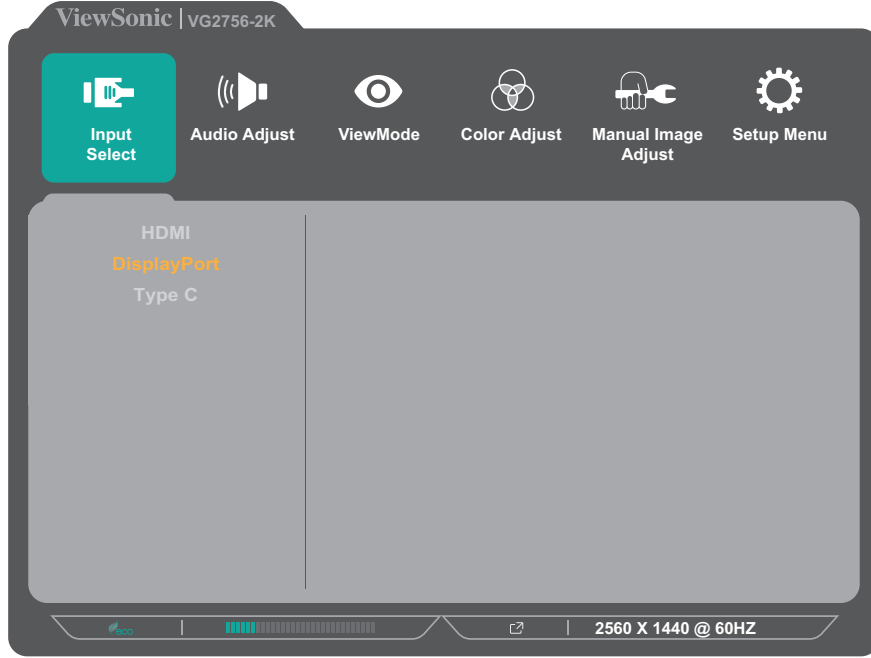 ViewSonic | VG2756-2K
Input
Select
Audio Adjust
ViewMode
Color Adjust
Manual Image
Adjust
Setup Menu
HDMI
DisplayPort
Type C
eco
2560 X 1440 @ 60HZ